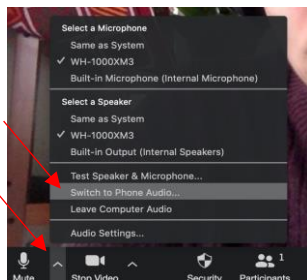 Select a Microphone
Same as System
✓ WH-1000XM3
Built-in Microphone (Internal Microphone)
Select a Speaker
Same as System
✓ WH-1000XM3
Built-in Output (Internal Speakers)
Test Speaker & Microphone...
Switch to Phone Audio...
Leave Computer Audio
Audio Settings...
1
Mute Stop Video Security Participants